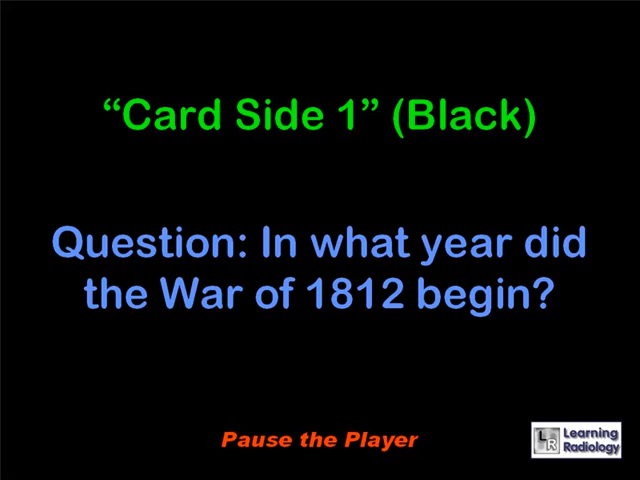 “Card Side 1” (Black)
Question: In what year did
the War of 1812 begin?
Pause the Player
LR
Learning
Radiology